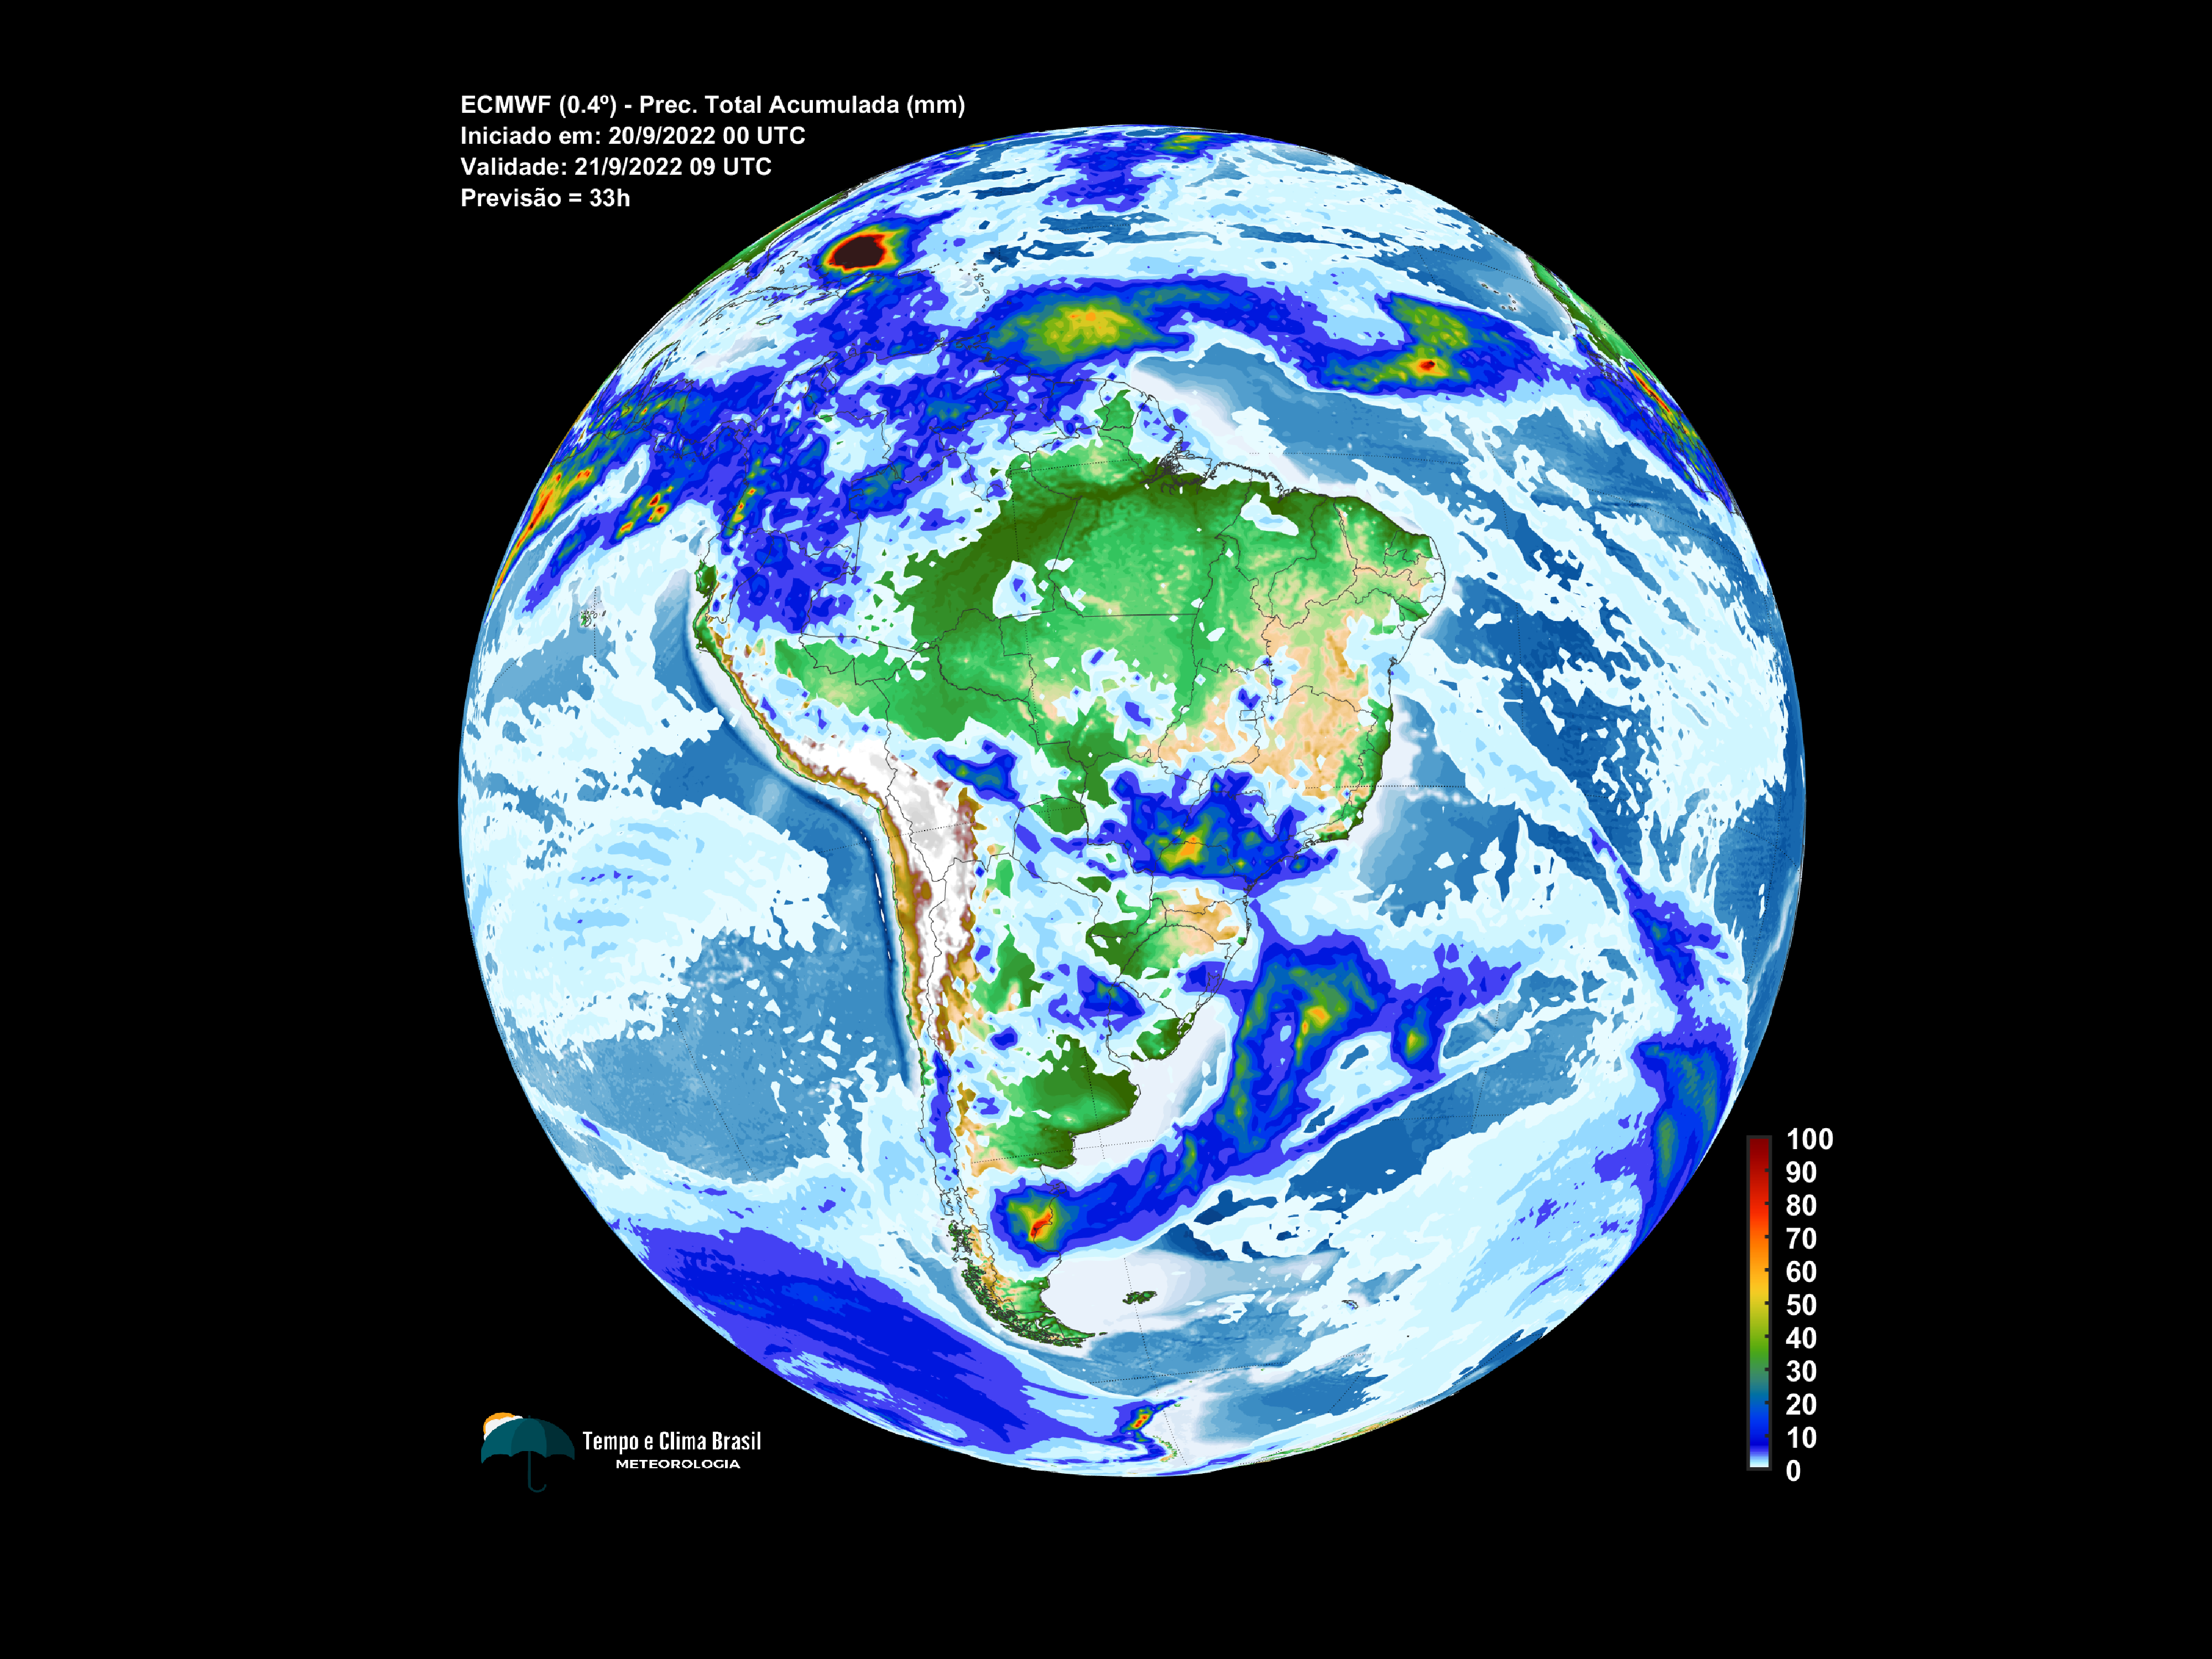 ECMWF (0.4º) - Prec. Total Acumulada (mm)
Iniciado em: 20/9/2022 00 UTC
Validade: 21/9/2022 09 UTC
Previsão = 33h
100
90
80
70
60
50
40
30
20
10
0
Tempo e Clima Brasil
METEOROLOGIA